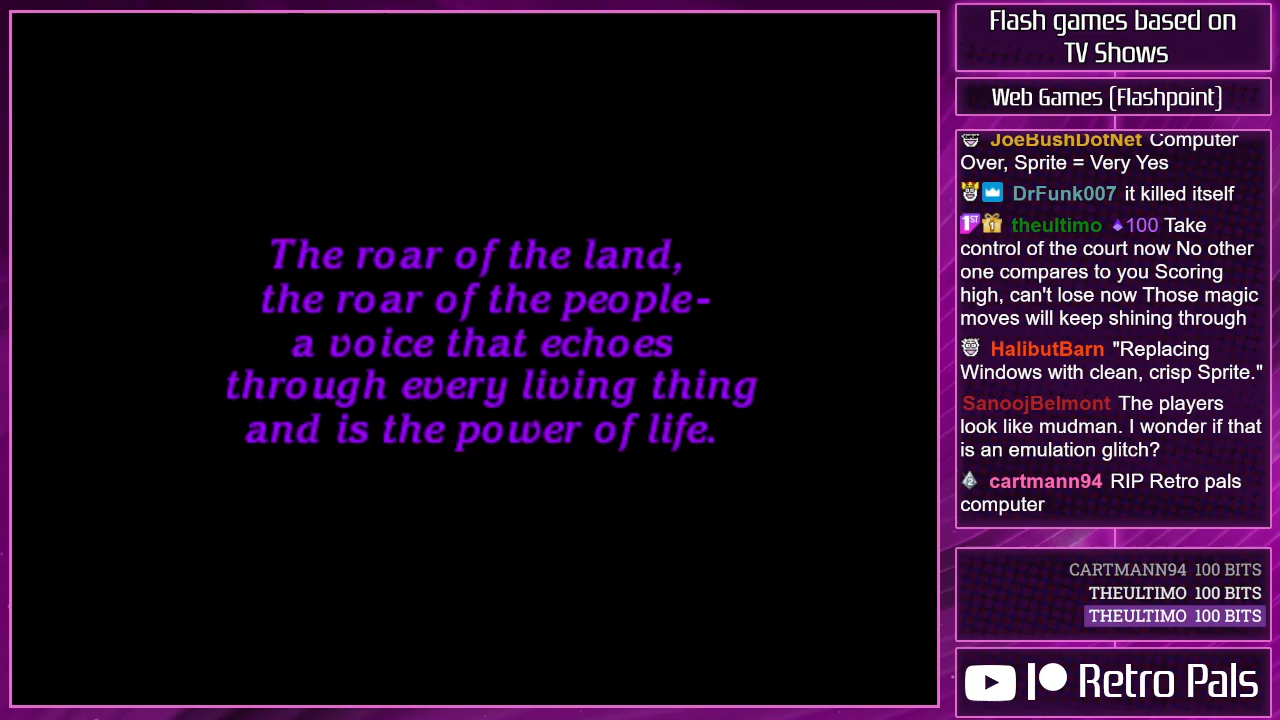 Flash games based on
TV Shows
Web Games (Flashpoint)
The roar of the land,
the roar of the people-
a voice that echoes
through every living thing
and is the power of life.
JoeBushDotNet Computer
Over, Sprite = Very Yes
DrFunk007 it killed itself
1ST 1 theultimo 100 Take
control of the court now No other
one compares to you Scoring
high, can't lose now Those magic
moves will keep shining through
HalibutBarn "Replacing
Windows with clean, crisp Sprite."
SanoojBelmont The players
look like mudman. I wonder if that
is an emulation glitch?
2 cartmann94 RIP Retro pals
computer
CARTMANN94 100 BITS
THEULTIMO 100 BITS
THEULTIMO 100 BITS
Retro Pals